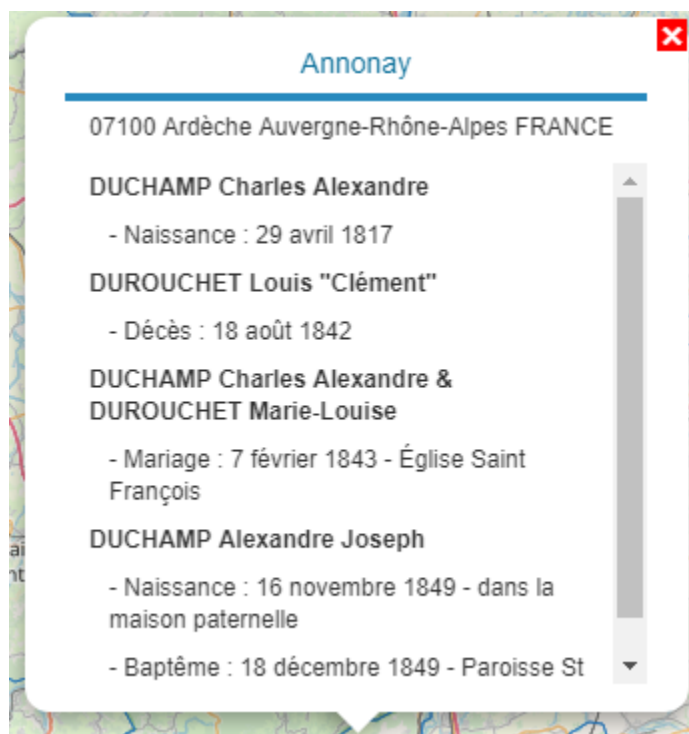 Annonay
07100 Ardèche Auvergne-Rhône-Alpes FRANCE
DUCHAMP Charles Alexandre
- Naissance : 29 avril 1817
DUROUCHET Louis "Clément"
- Décès : 18 août 1842
DUCHAMP Charles Alexandre &
DUROUCHET Marie-Louise
- Mariage : 7 février 1843 - Église Saint
François
DUCHAMP Alexandre Joseph
- Naissance : 16 novembre 1849 - dans la
maison paternelle
- Baptême : 18 décembre 1849 - Paroisse St